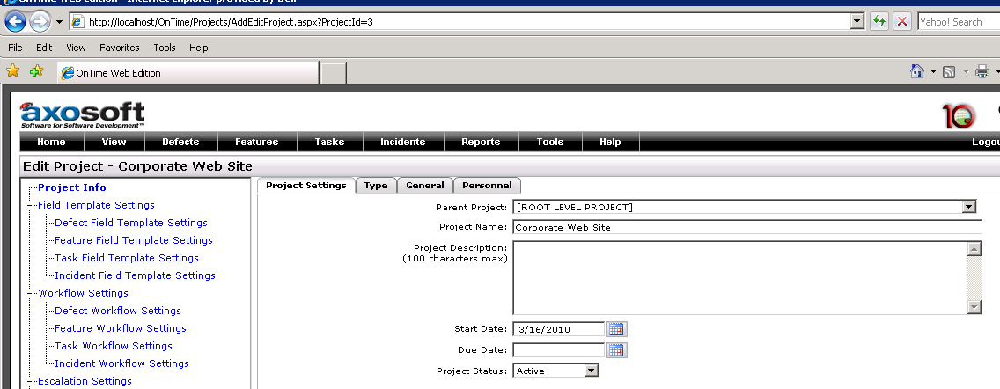 OnTime Web Edition - Internet Explorer provided by Dell
http://localhost/OnTime/Projects/AddEditProject.aspx?ProjectId=3
Yahoo! Search
File Edit View Favorites Tools Help
OnTime Web Edition
axosoft
Software for Software Development™
10
Home View Defects Features Tasks Incidents Reports Tools Help
Edit Project - Corporate Web Site
Project Info
Field Template Settings
Defect Field Template Settings
Feature Field Template Settings
Task Field Template Settings
Incident Field Template Settings
Workflow Settings
Defect Workflow Settings
Feature Workflow Settings
Task Workflow Settings
Incident Workflow Settings
Escalation Settings
Project Settings Type General Personnel
Parent Project: [ROOT LEVEL PROJECT]
Project Name: Corporate Web Site
Project Description:
(100 characters max)
Start Date: 3/16/2010
Due Date:
Project Status: Active